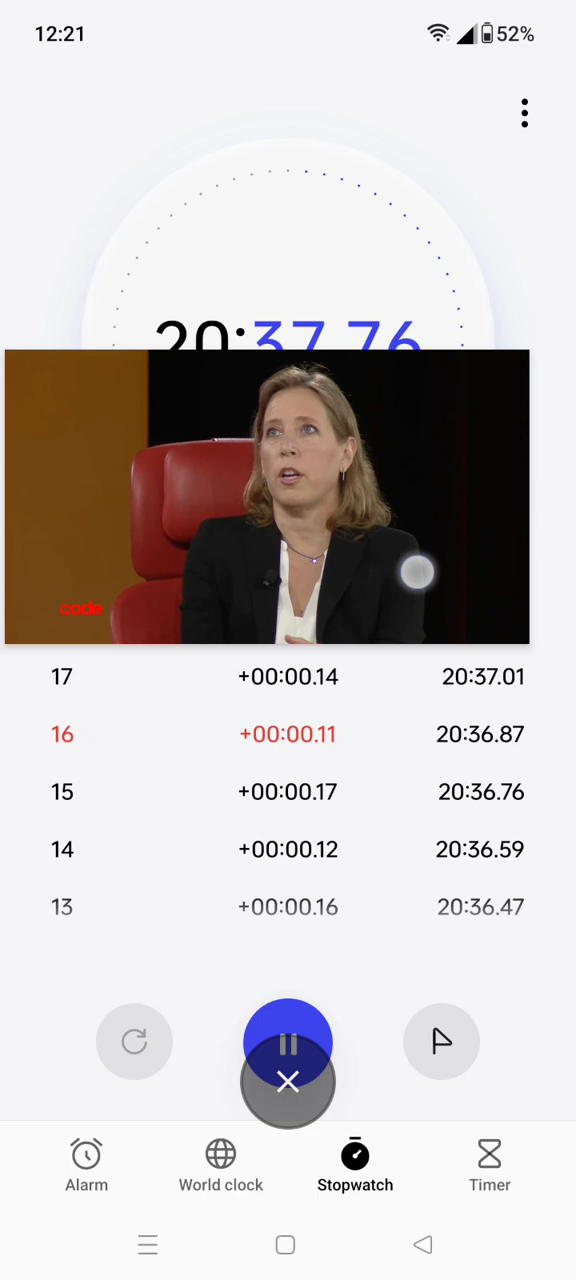 12:21
52%
20:37.76
code
17 +00:00.14 20:37.01
16 +00:00.11 20:36.87
15 +00:00.17 20:36.76
14 +00:00.12 20:36.59
13 +00:00.16 20:36.47
Alarm World clock Stopwatch Timer